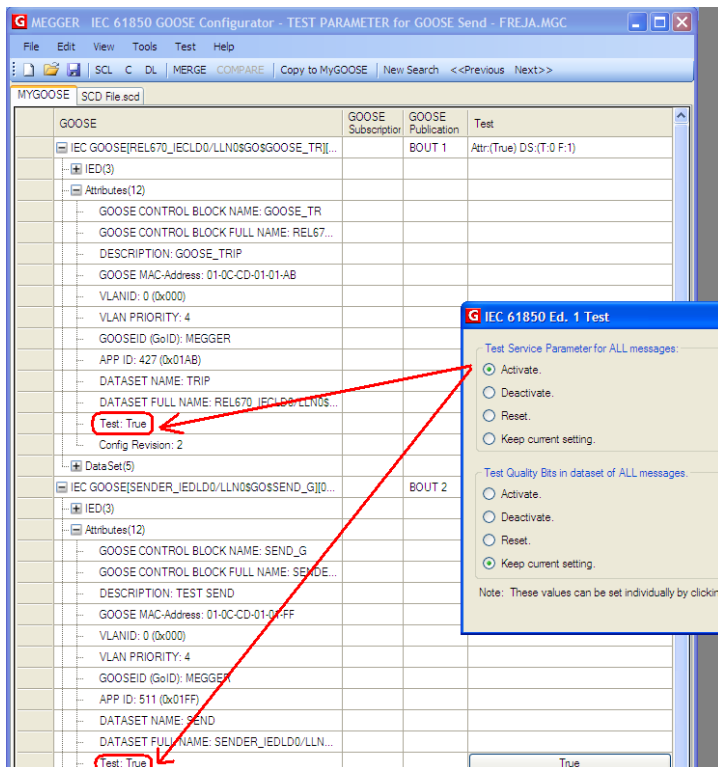 G MEGGER IEC 61850 GOOSE Configurator - TEST PARAMETER for GOOSE Send - FREJA.MGC
File Edit View Tools Test Help
SCL C DL MERGE COMPARE Copy to MyGOOSE New Search <<Previous Next>>
MYGOOSE SCD File.scd
GOOSE GOOSE Subscription GOOSE Publication Test
IEC GOOSE[REL670_IECLD0/LLN0$GO$GOOSE_TR][... BOUT 1 Attr:(True) DS:(T:0 F:1)
IED(3)
Attributes(12)
GOOSE CONTROL BLOCK NAME: GOOSE_TR
GOOSE CONTROL BLOCK FULL NAME: REL67...
DESCRIPTION: GOOSE_TRIP
GOOSE MAC-Address: 01-0C-CD-01-01-AB
VLANID: 0 (0x000)
VLAN PRIORITY: 4
GOOSEID (GoID): MEGGER
APP ID: 427 (0x01AB)
DATASET NAME: TRIP
DATASET FULL NAME: REL670_IECLD0/LLN0$...
Test: True
Config Revision: 2
DataSet(5)
IEC GOOSE[SENDER_IEDLD0/LLN0$GO$SEND_G][0... BOUT 2
IED(3)
Attributes(12)
GOOSE CONTROL BLOCK NAME: SEND_G
GOOSE CONTROL BLOCK FULL NAME: SENDE...
DESCRIPTION: TEST SEND
GOOSE MAC-Address: 01-0C-CD-01-01-FF
VLANID: 0 (0x000)
VLAN PRIORITY: 4
GOOSEID (GoID): MEGGER
APP ID: 511 (0x01FF)
DATASET NAME: SEND
DATASET FULL NAME: SENDER_IEDLD0/LLN...
Test: True True
G IEC 61850 Ed. 1 Test
Test Service Parameter for ALL messages:
Activate.
Deactivate.
Reset.
Keep current setting.
Test Quality Bits in dataset of ALL messages.
Activate.
Deactivate.
Reset.
Keep current setting.
Note: These values can be set individually by clickin